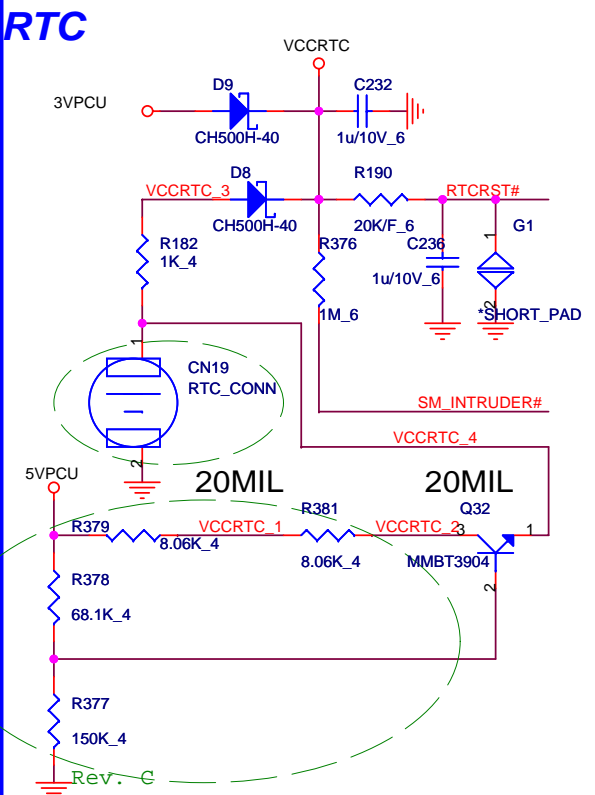 RTC
VCCRTC
3VPCU
D9
CH500H-40
C232
1u/10V_6
VCCRTC_3
D8
CH500H-40
R190
20K/F_6
RTCRST#
R182
1K_4
R376
1M_6
C236
1u/10V_6
1
G1
2
*SHORT_PAD
1
CN19
RTC_CONN
2
SM_INTRUDER#
VCCRTC_4
5VPCU
20MIL
20MIL
R379
8.06K_4
VCCRTC_1
R381
8.06K_4
VCCRTC_2
3
Q32
1
MMBT3904
2
R378
68.1K_4
R377
150K_4
Rev. C